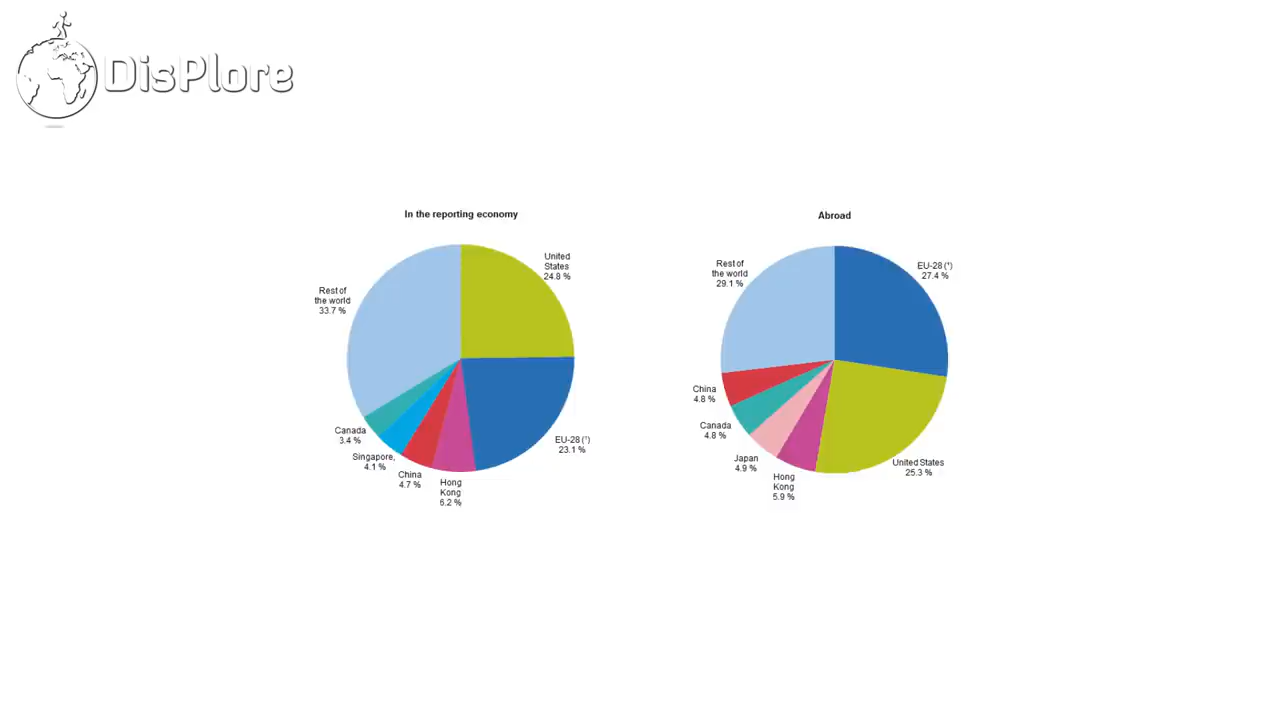 DisPlore
In the reporting economy
United
States
24.8 %
Rest of
the world
33.7 %
EU-28 (¹)
23.1 %
Canada
3.4 %
Singapore,
4.1 %
China
4.7 %
Hong
Kong
6.2 %
Abroad
EU-28 (¹)
27.4 %
Rest of
the world
29.1 %
China
4.8 %
Canada
4.8 %
Japan
4.9 %
Hong
Kong
5.9 %
United States
25.3 %